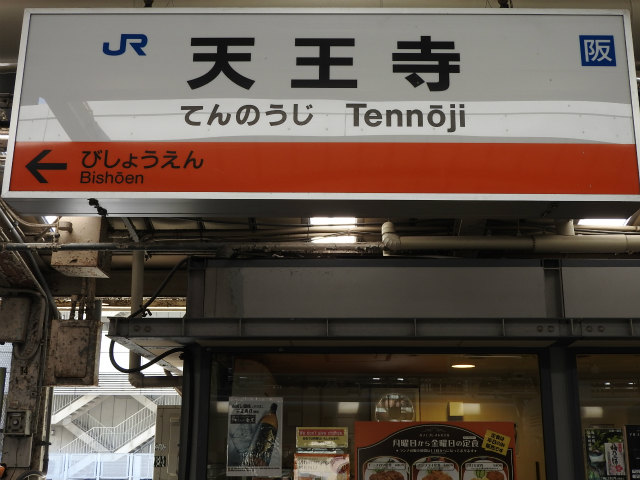 JR
天王寺
阪
てんのうじ Tennōji
びしょうえん
Bishōen
月曜日から金曜日の定食